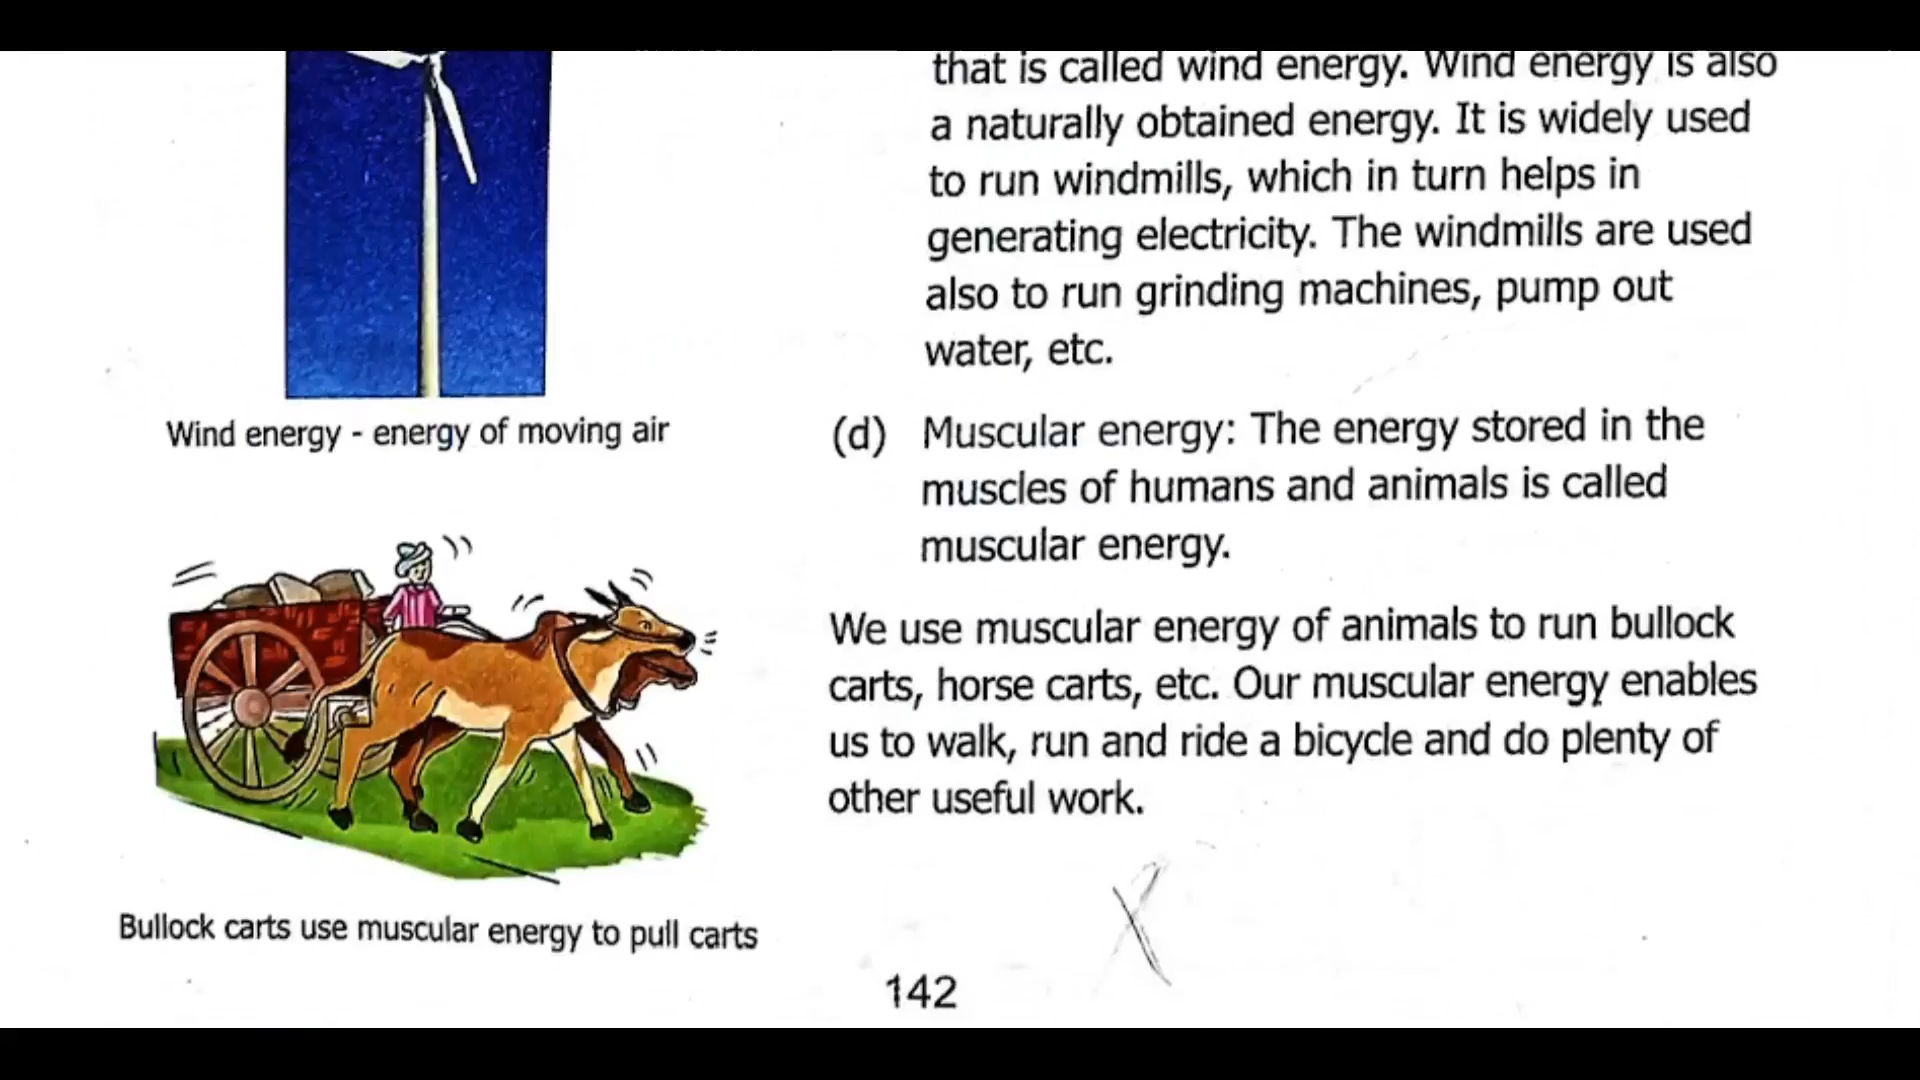 that is called wind energy. Wind energy is also
a naturally obtained energy. It is widely used
to run windmills, which in turn helps in
generating electricity. The windmills are used
also to run grinding machines, pump out
water, etc.
Wind energy - energy of moving air
(d) Muscular energy: The energy stored in the
muscles of humans and animals is called
muscular energy.
We use muscular energy of animals to run bullock
carts, horse carts, etc. Our muscular energy enables
us to walk, run and ride a bicycle and do plenty of
other useful work.
Bullock carts use muscular energy to pull carts
142